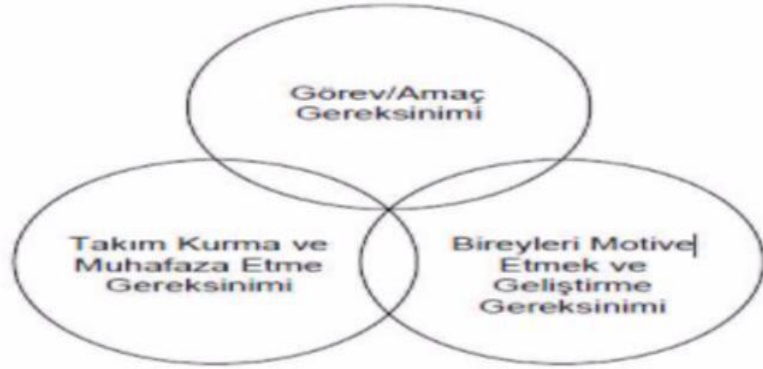 Görev/Amaç
Gereksinimi
Takım Kurma ve
Muhafaza Etme
Gereksinimi
Bireyleri Motive
Etmek ve
Geliştirme
Gereksinimi